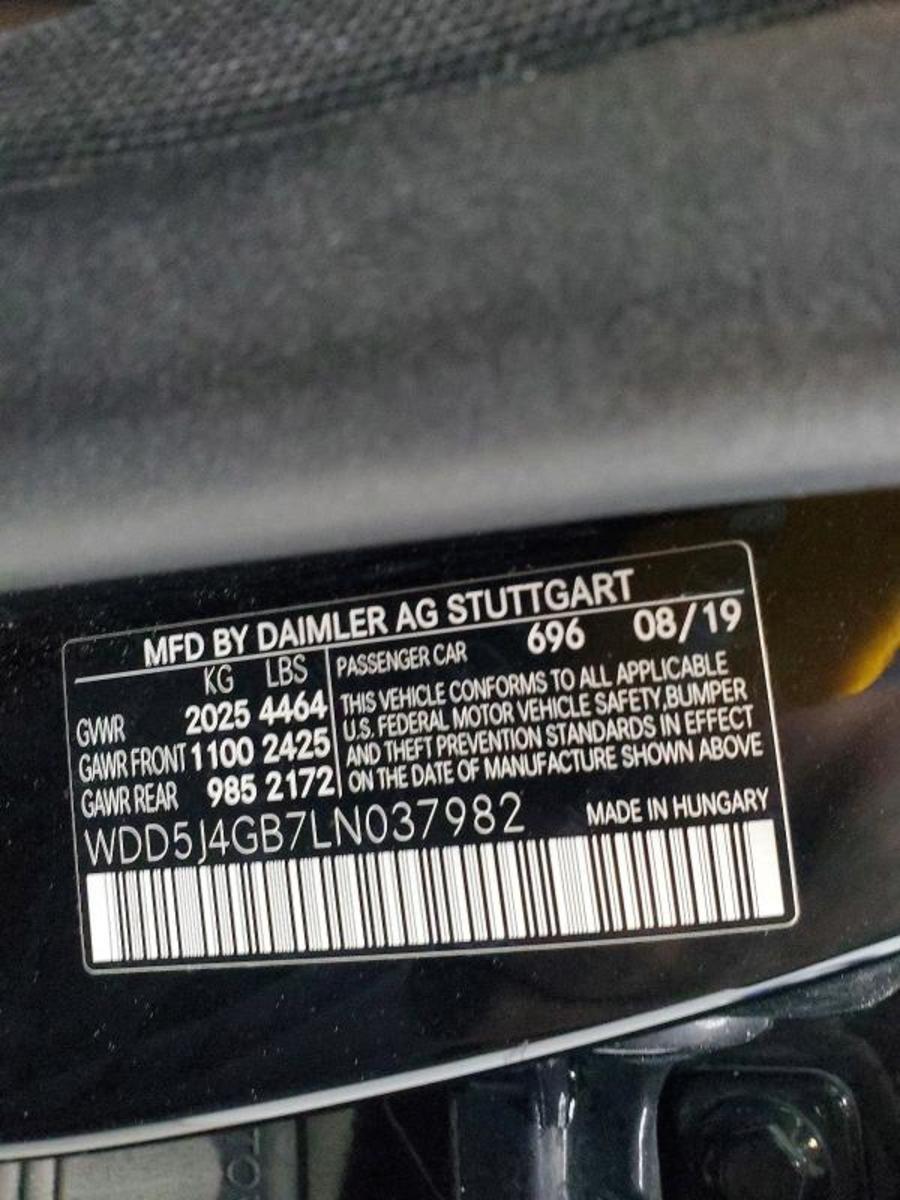 MFD BY DAIMLER AG STUTTGART
KG LBS
GVWR 2025 4464
GAWR FRONT 1100 2425
GAWR REAR 985 2172
PASSENGER CAR 696 08/19
THIS VEHICLE CONFORMS TO ALL APPLICABLE
U.S. FEDERAL MOTOR VEHICLE SAFETY,BUMPER
AND THEFT PREVENTION STANDARDS IN EFFECT
ON THE DATE OF MANUFACTURE SHOWN ABOVE
WDD5J4GB7LN037982 MADE IN HUNGARY